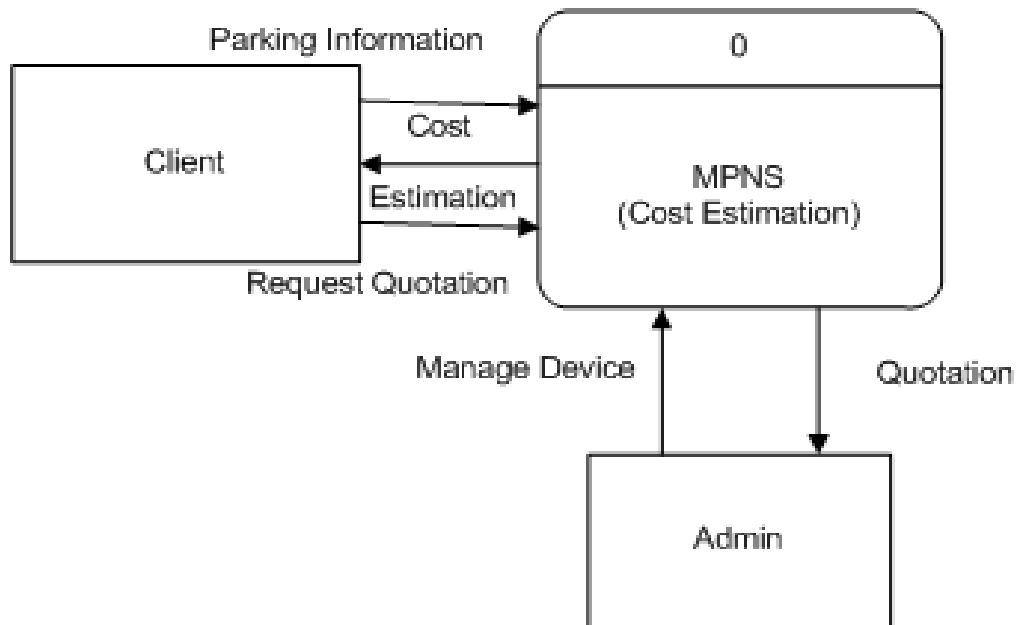 Parking Information
0
Cost
Client
MPNS
(Cost Estimation)
Estimation
Request Quotation
Manage Device
Quotation
Admin